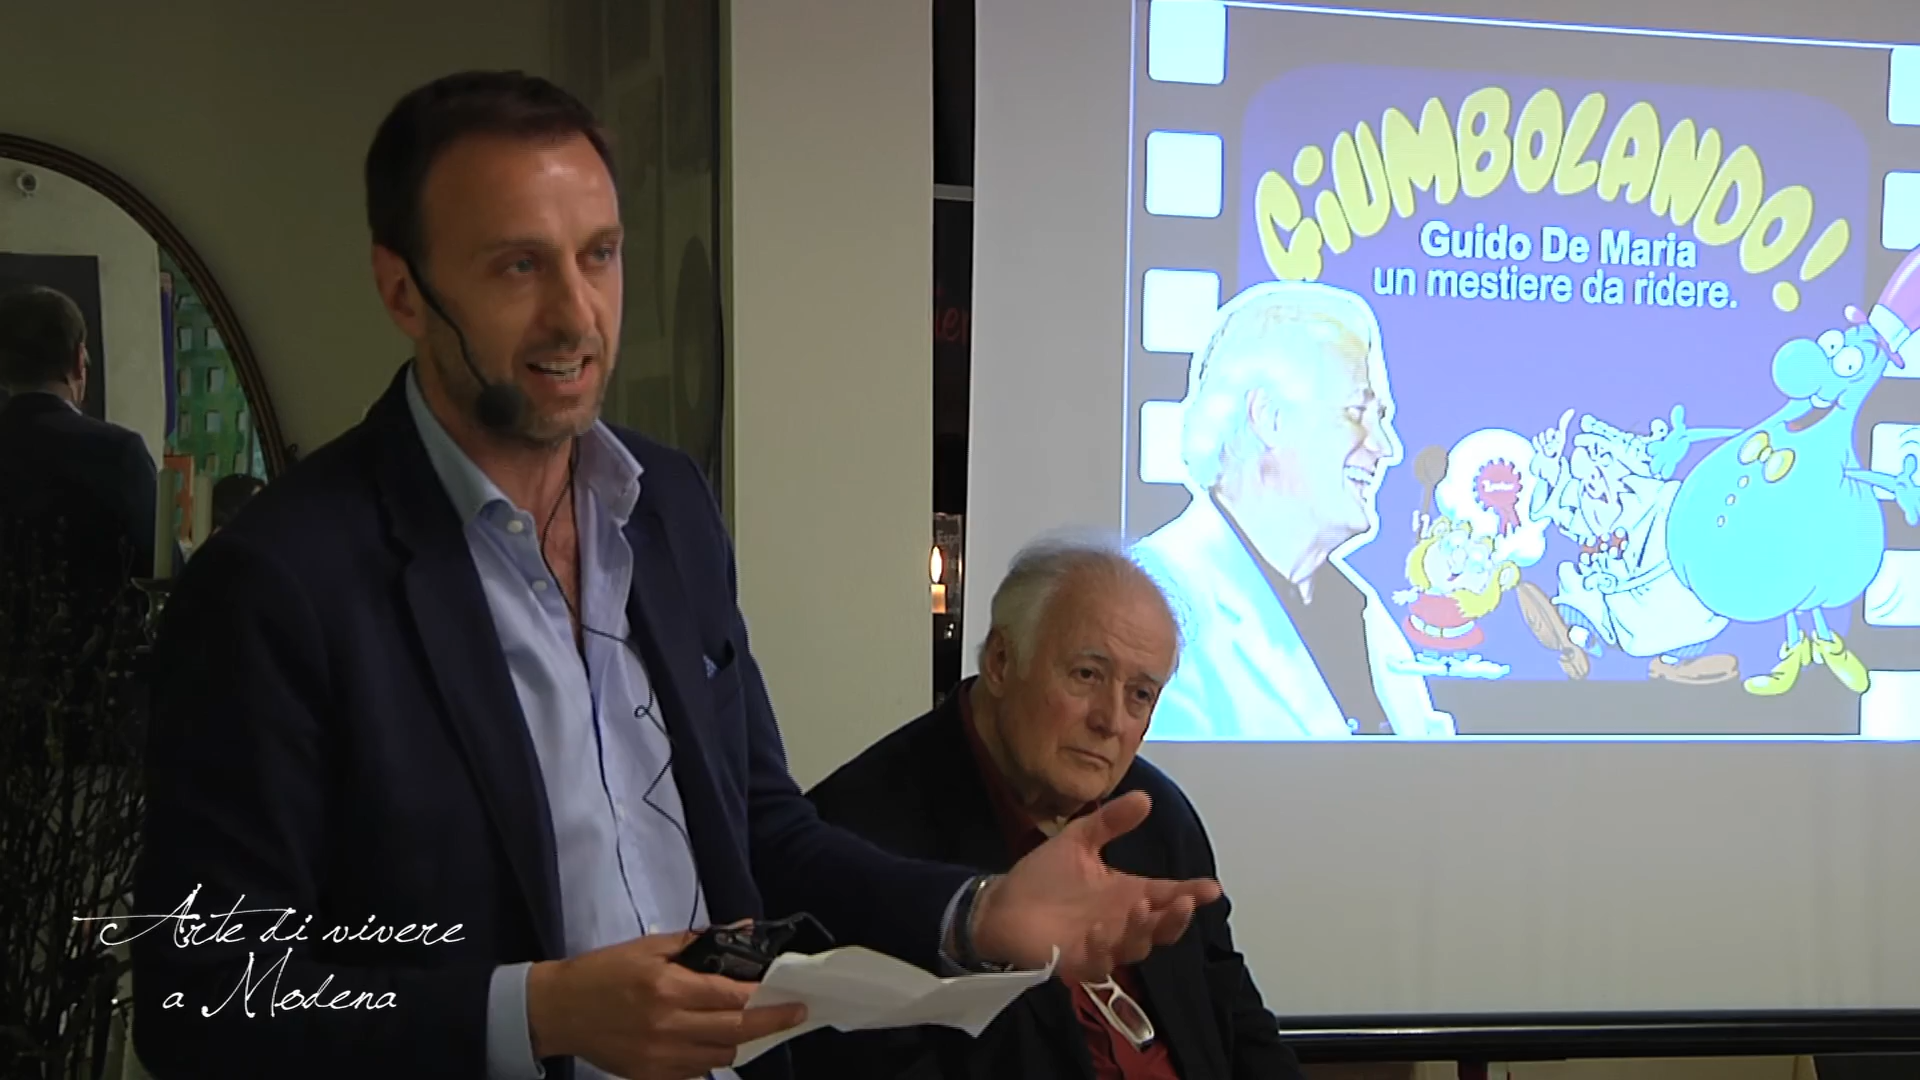 GiUMBOLANDO!
Guido De Maria
un mestiere da ridere.
Arte di vivere
a Modena